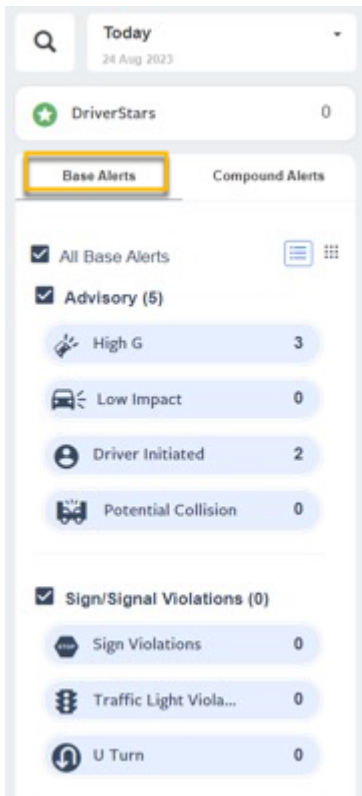 Today
24 Aug 2023
DriverStars 0
Base Alerts Compound Alerts
All Base Alerts
Advisory (5)
High G 3
Low Impact 0
Driver Initiated 2
Potential Collision 0
Sign/Signal Violations (0)
STOP Sign Violations 0
Traffic Light Viola... 0
U Turn 0